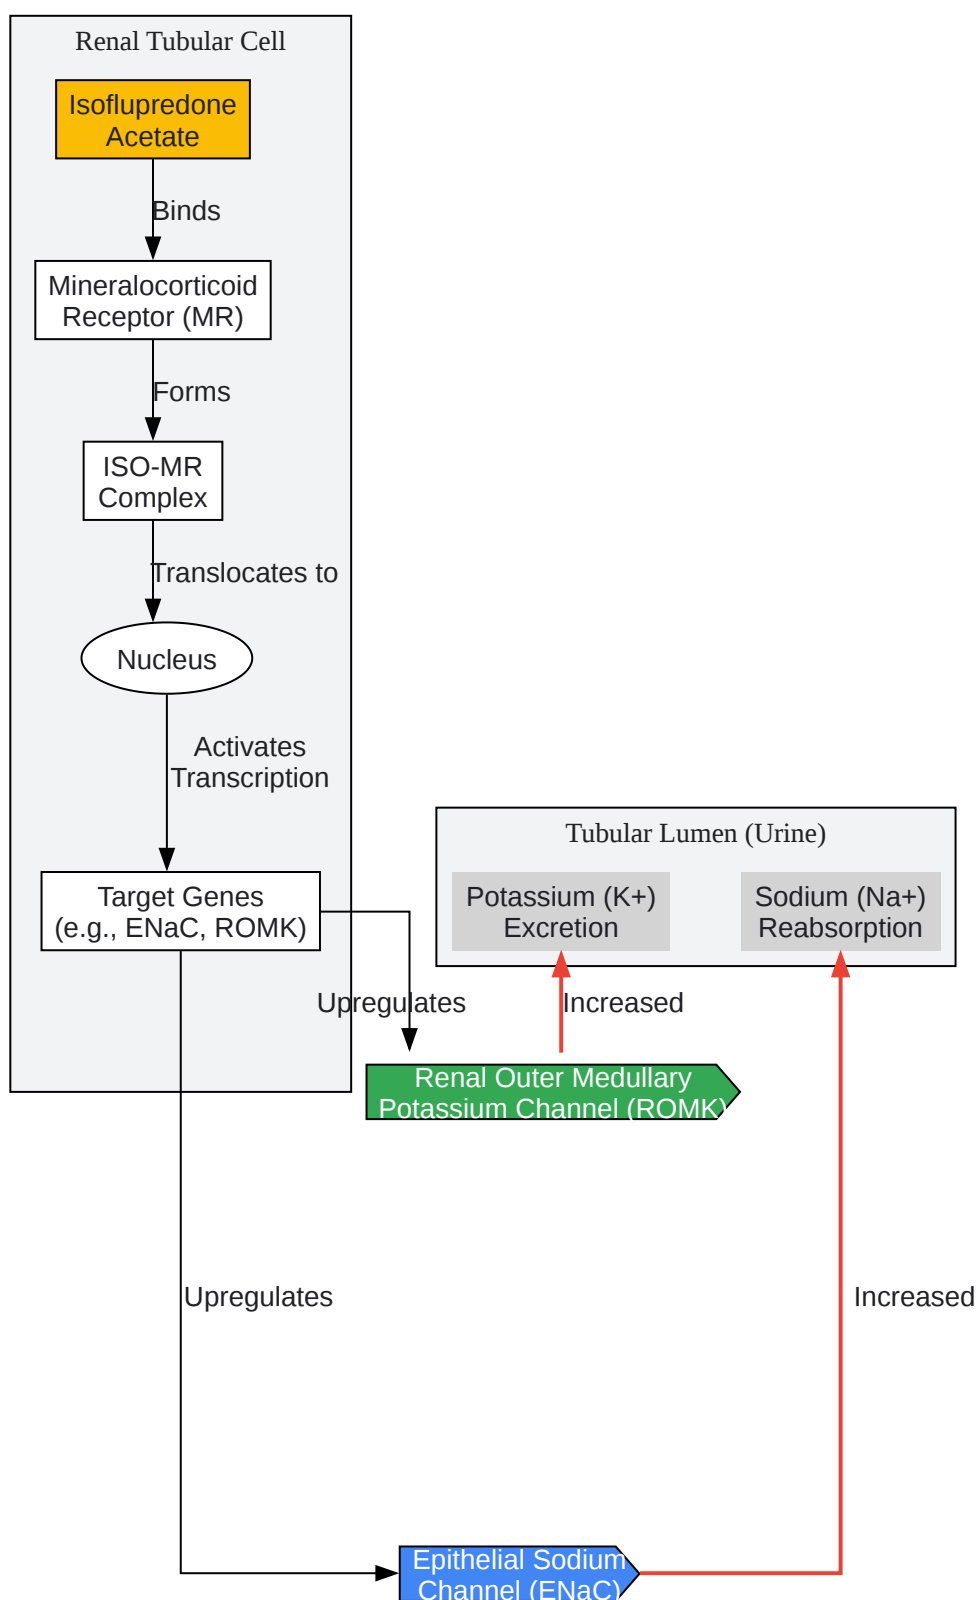 Renal Tubular Cell
Isoflupredone
Acetate
Binds
Mineralocorticoid
Receptor (MR)
Forms
ISO-MR
Complex
Translocates to
Nucleus
Activates
Transcription
Target Genes
(e.g., ENaC, ROMK)
Tubular Lumen (Urine)
Potassium (K+)
Excretion
Sodium (Na+)
Reabsorption
Upregulates
Increased
Renal Outer Medullary
Potassium Channel (ROMK)
Upregulates
Increased
Epithelial Sodium
Channel (ENaC)